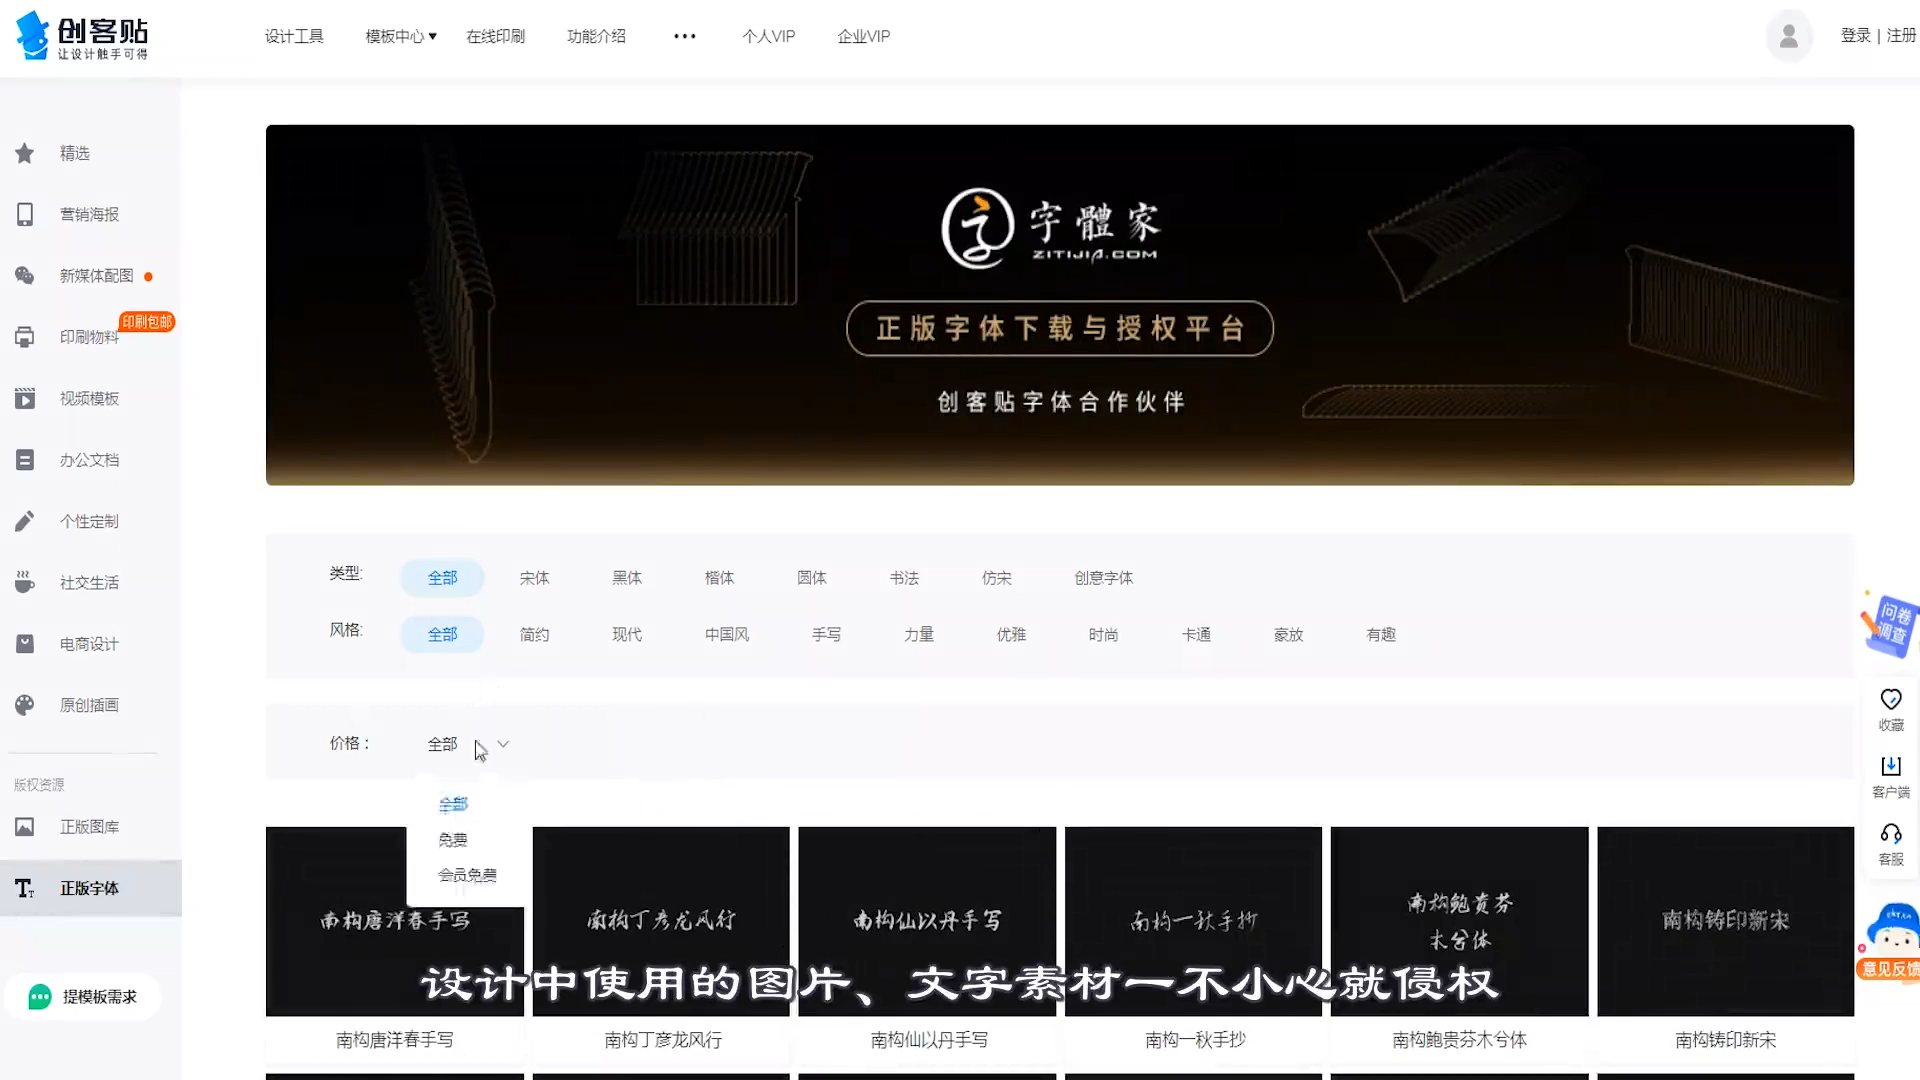 创客贴
让设计触手可得
设计工具 模板中心 在线印刷 功能介绍 ••• 个人VIP 企业VIP
登录 | 注册
精选
营销海报
新媒体配图
印刷包邮
印刷物料
视频模板
办公文档
个性定制
社交生活
电商设计
原创插画
版权资源
正版图库
正版字体
提模板需求
字體家
ZITIJIA.COM
正版字体下载与授权平台
创客贴字体合作伙伴
类型: 全部 宋体 黑体 楷体 圆体 书法 仿宋 创意字体
风格: 全部 简约 现代 中国风 手写 力量 优雅 时尚 卡通 豪放 有趣
价格： 全部
全部
免费
会员免费
南构唐洋春手写
南构丁彦龙风行
南构仙以丹手写
南构一秋手抄
南构鲍贵芬
木兮体
南构铸印新宋
设计中使用的图片、文字素材一不小心就侵权
南构唐洋春手写 南构丁彦龙风行 南构仙以丹手写 南构一秋手抄 南构鲍贵芬木兮体 南构铸印新宋
问卷
调查
收藏
客户端
客服
意见反馈